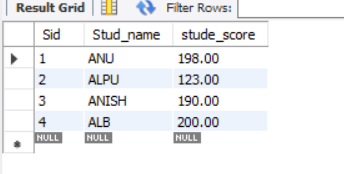 Result Grid Filter Rows:
Sid Stud_name stude_score
1 ANU 198.00
2 ALPU 123.00
3 ANISH 190.00
4 ALB 200.00
NULL NULL NULL